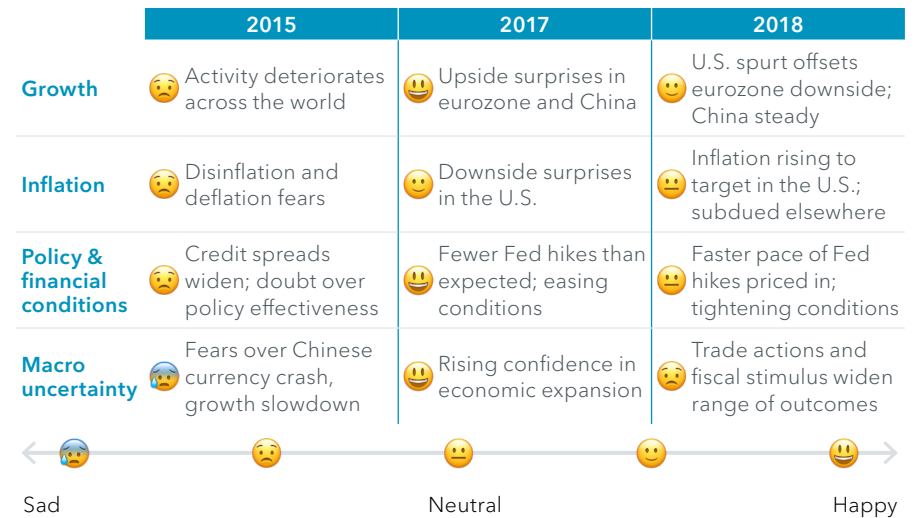 2015
2017
2018
Growth
Activity deteriorates
across the world
Upside surprises in
eurozone and China
U.S. spurt offsets
eurozone downside;
China steady
Inflation
Disinflation and
deflation fears
Downside surprises
in the U.S.
Inflation rising to
target in the U.S.;
subdued elsewhere
Policy &
financial
conditions
Credit spreads
widen; doubt over
policy effectiveness
Fewer Fed hikes than
expected; easing
conditions
Faster pace of Fed
hikes priced in;
tightening conditions
Macro
uncertainty
Fears over Chinese
currency crash,
growth slowdown
Rising confidence in
economic expansion
Trade actions and
fiscal stimulus widen
range of outcomes
Sad
Neutral
Happy